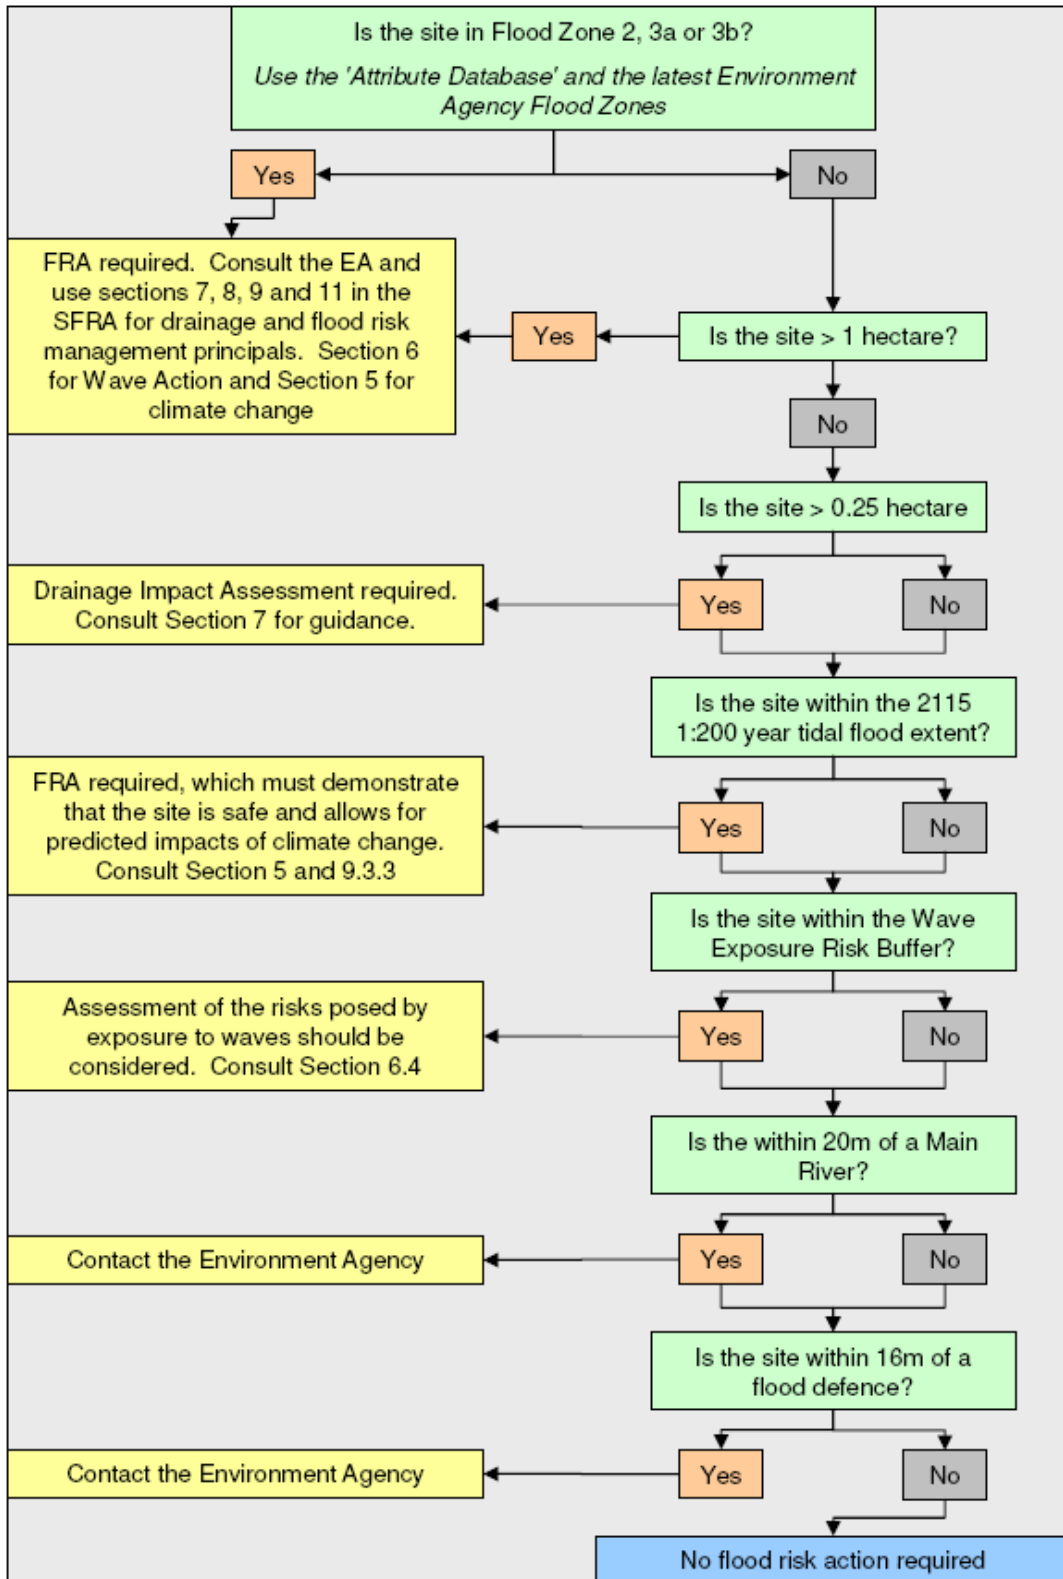 Is the site in Flood Zone 2, 3a or 3b?
Use the 'Attribute Database' and the latest Environment
Agency Flood Zones
Yes
No
FRA required. Consult the EA and
use sections 7, 8, 9 and 11 in the
SFRA for drainage and flood risk
management principals. Section 6
for Wave Action and Section 5 for
climate change
Yes
Is the site > 1 hectare?
No
Is the site > 0.25 hectare
Drainage Impact Assessment required.
Consult Section 7 for guidance.
Yes
No
Is the site within the 2115
1:200 year tidal flood extent?
FRA required, which must demonstrate
that the site is safe and allows for
predicted impacts of climate change.
Consult Section 5 and 9.3.3
Yes
No
Is the site within the Wave
Exposure Risk Buffer?
Assessment of the risks posed by
exposure to waves should be
considered. Consult Section 6.4
Yes
No
Is the within 20m of a Main
River?
Contact the Environment Agency
Yes
No
Is the site within 16m of a
flood defence?
Contact the Environment Agency
Yes
No
No flood risk action required